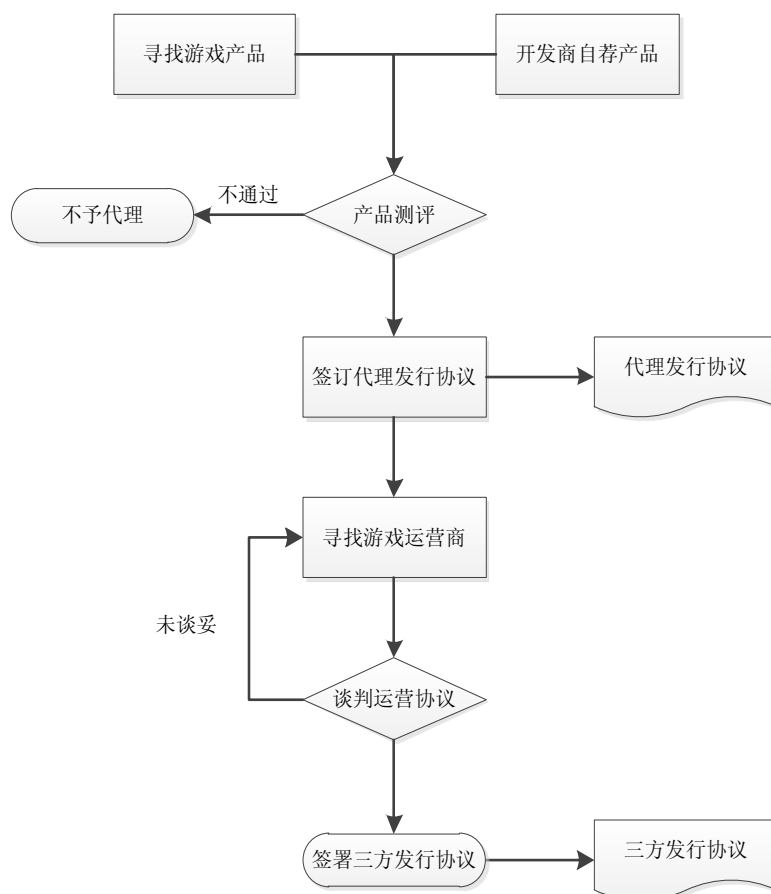 寻找游戏产品
开发商自荐产品
不通过
不予代理
产品测评
签订代理发行协议
代理发行协议
寻找游戏运营商
未谈妥
谈判运营协议
签署三方发行协议
三方发行协议